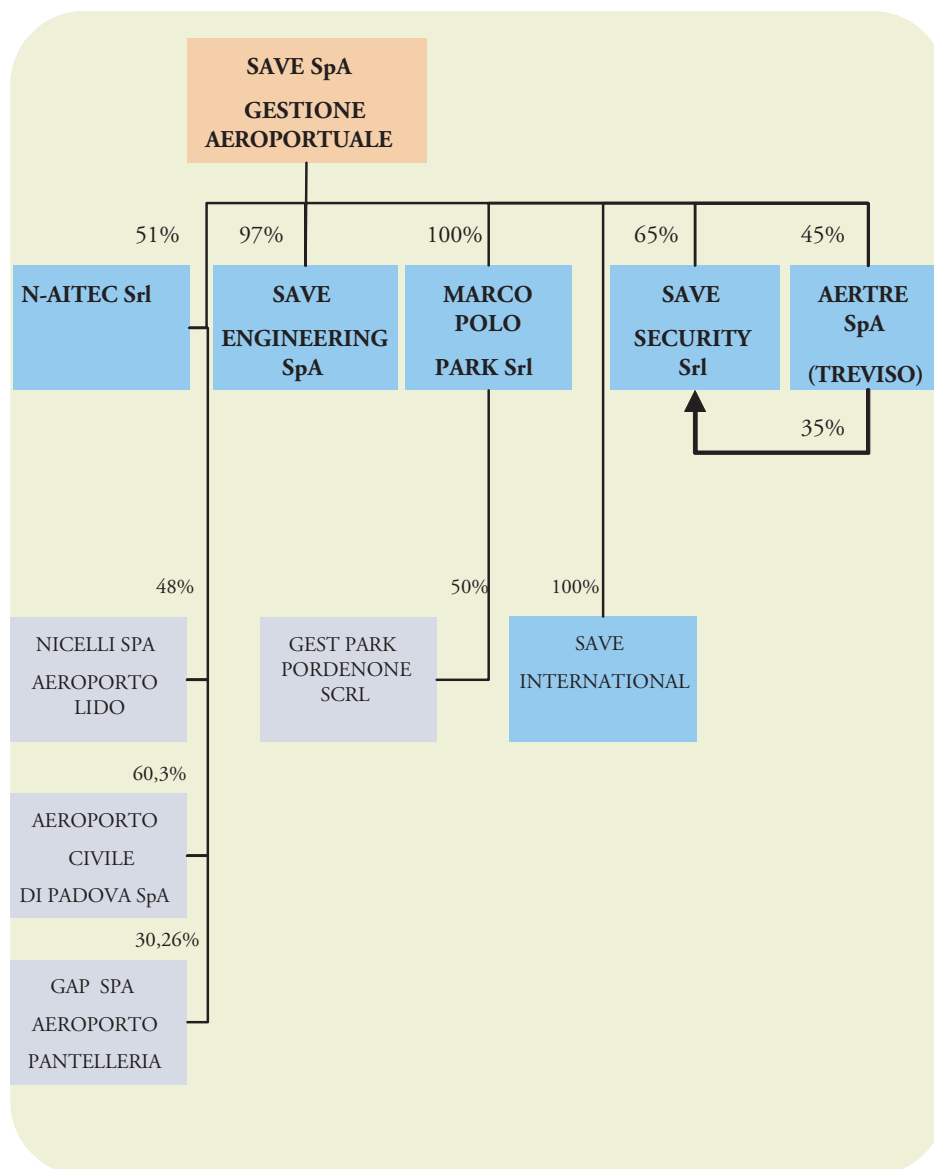 SAVE SpA
GESTIONE
AEROPORTUALE
51%
97%
100%
65%
45%
N-AITEC Srl
SAVE
ENGINEERING
SpA
MARCO
POLO
PARK Srl
SAVE
SECURITY
Srl
AERTRE
SpA
(TREVISO)
35%
48%
50%
100%
NICELLI SPA
AEROPORTO
LIDO
GEST PARK
PORDENONE
SCRL
SAVE
INTERNATIONAL
60,3%
AEROPORTO
CIVILE
DI PADOVA SpA
30,26%
GAP SPA
AEROPORTO
PANTELLERIA